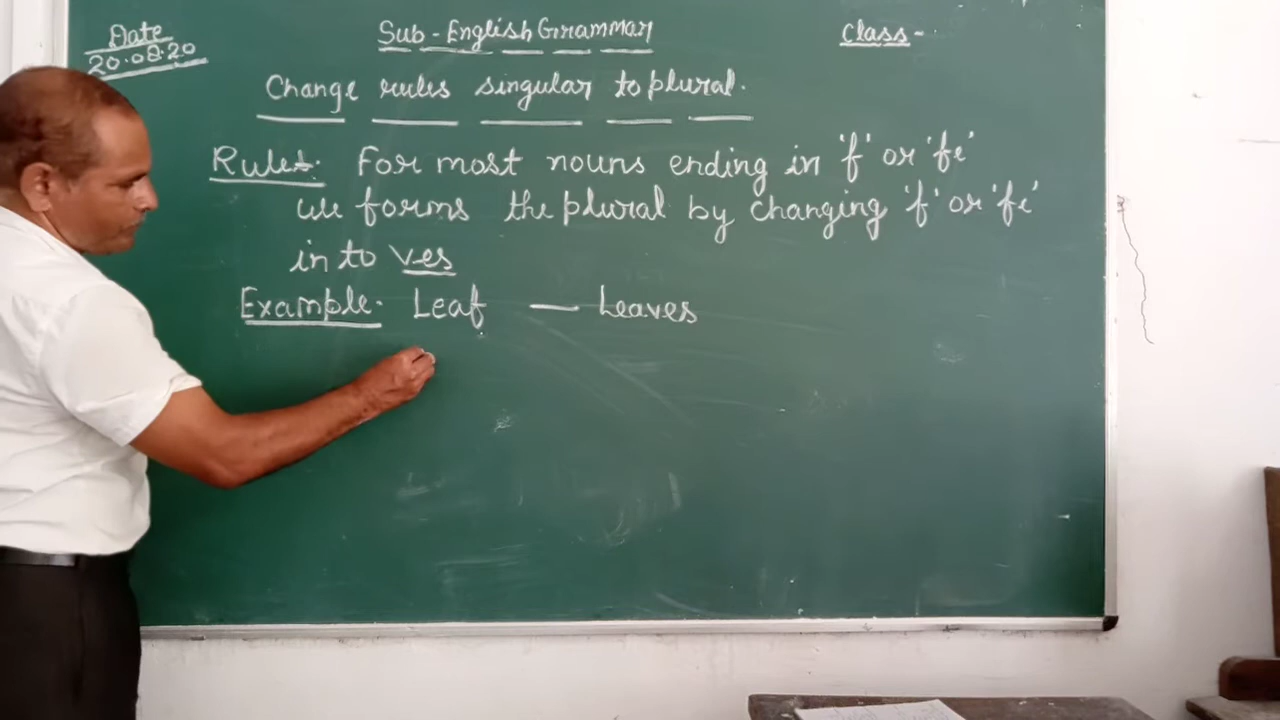 Date
20.08.20
Sub-English Grammar
Class-
Change rules singular to plural.
Rules: For most nouns ending in 'f' or 'fe'
we forms the plural by changing 'f' or 'fe'
in to ves
Example. Leaf — Leaves